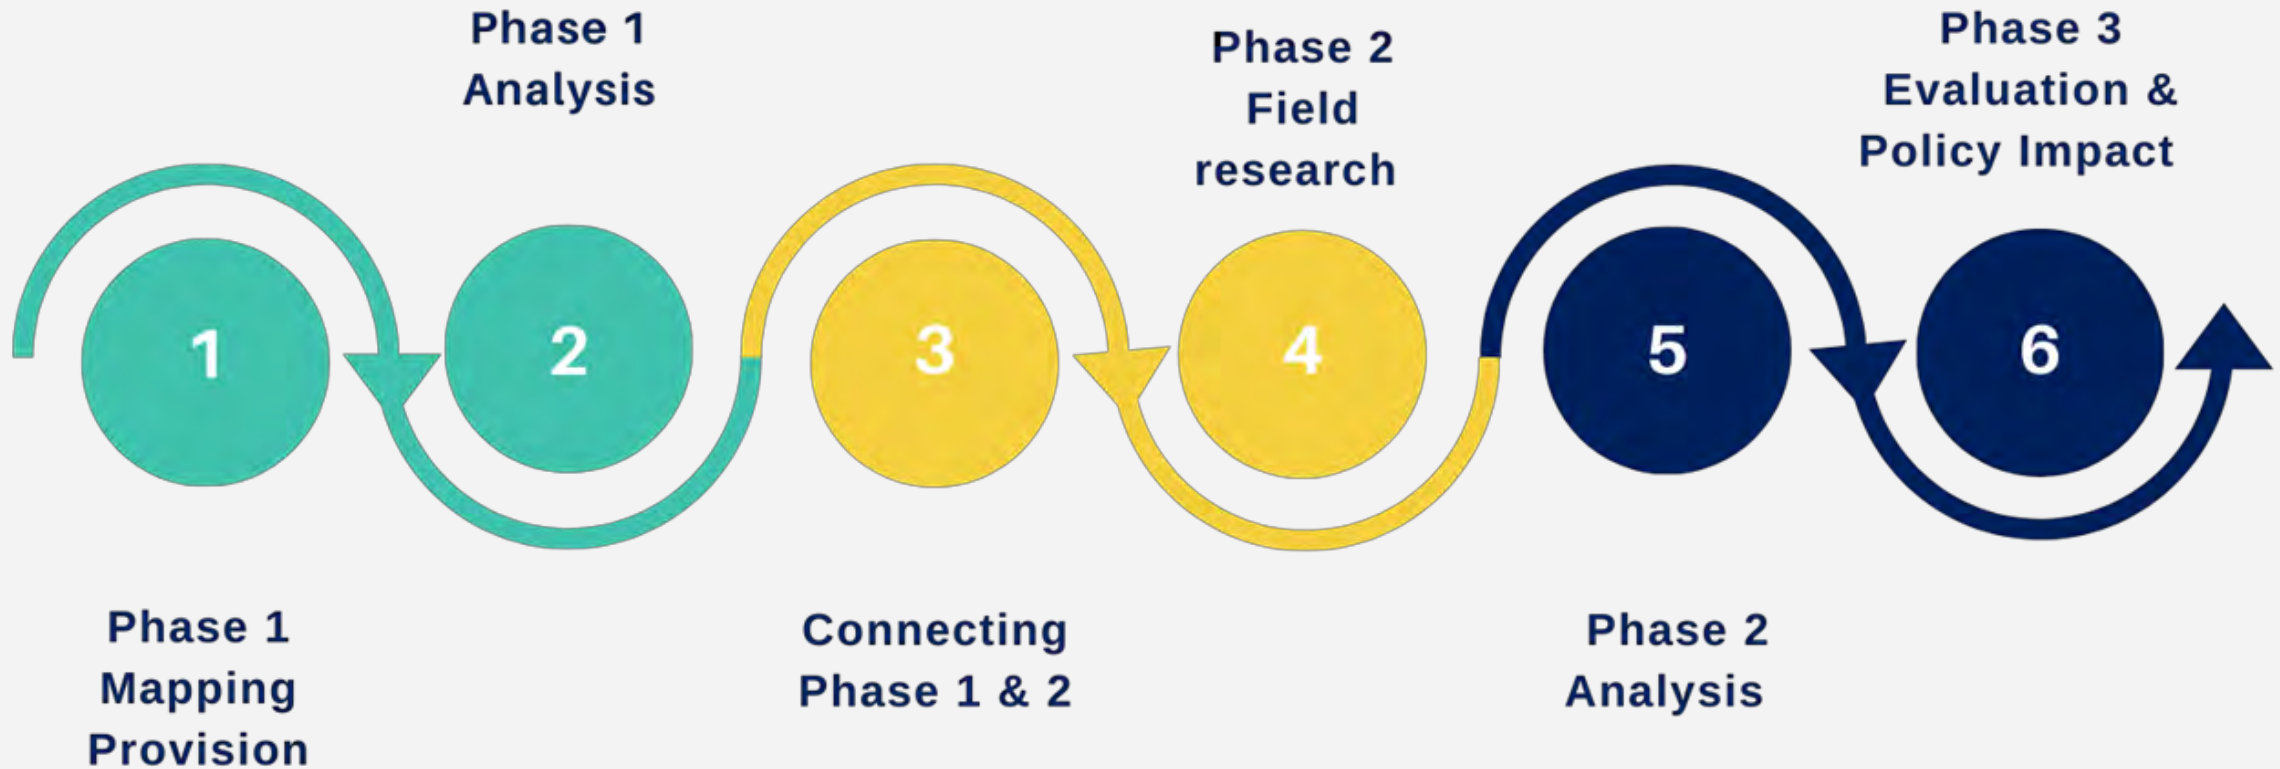 Phase 1
Analysis
Phase 2
Field
research
Phase 3
Evaluation &
Policy Impact
1
2
3
4
5
6
Phase 1
Mapping
Provision
Connecting
Phase 1 & 2
Phase 2
Analysis